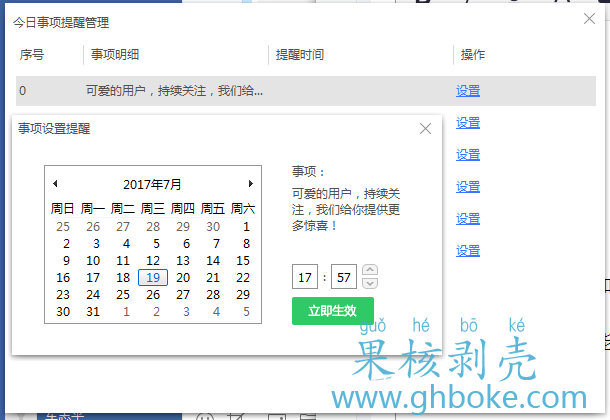 今日事项提醒管理
序号 事项明细 提醒时间 操作
0 可爱的用户，持续关注，我们给... 设置
设置
设置
设置
设置
设置
事项设置提醒
2017年7月
周日 周一 周二 周三 周四 周五 周六
25 26 27 28 29 30 1
2 3 4 5 6 7 8
9 10 11 12 13 14 15
16 17 18 19 20 21 22
23 24 25 26 27 28 29
30 31 1 2 3 4 5
事项：
可爱的用户，持续关
注，我们给你提供更
多惊喜！
17 : 57
立即生效
guǒ hé bō ké
果核剥壳
www.ghboke.com